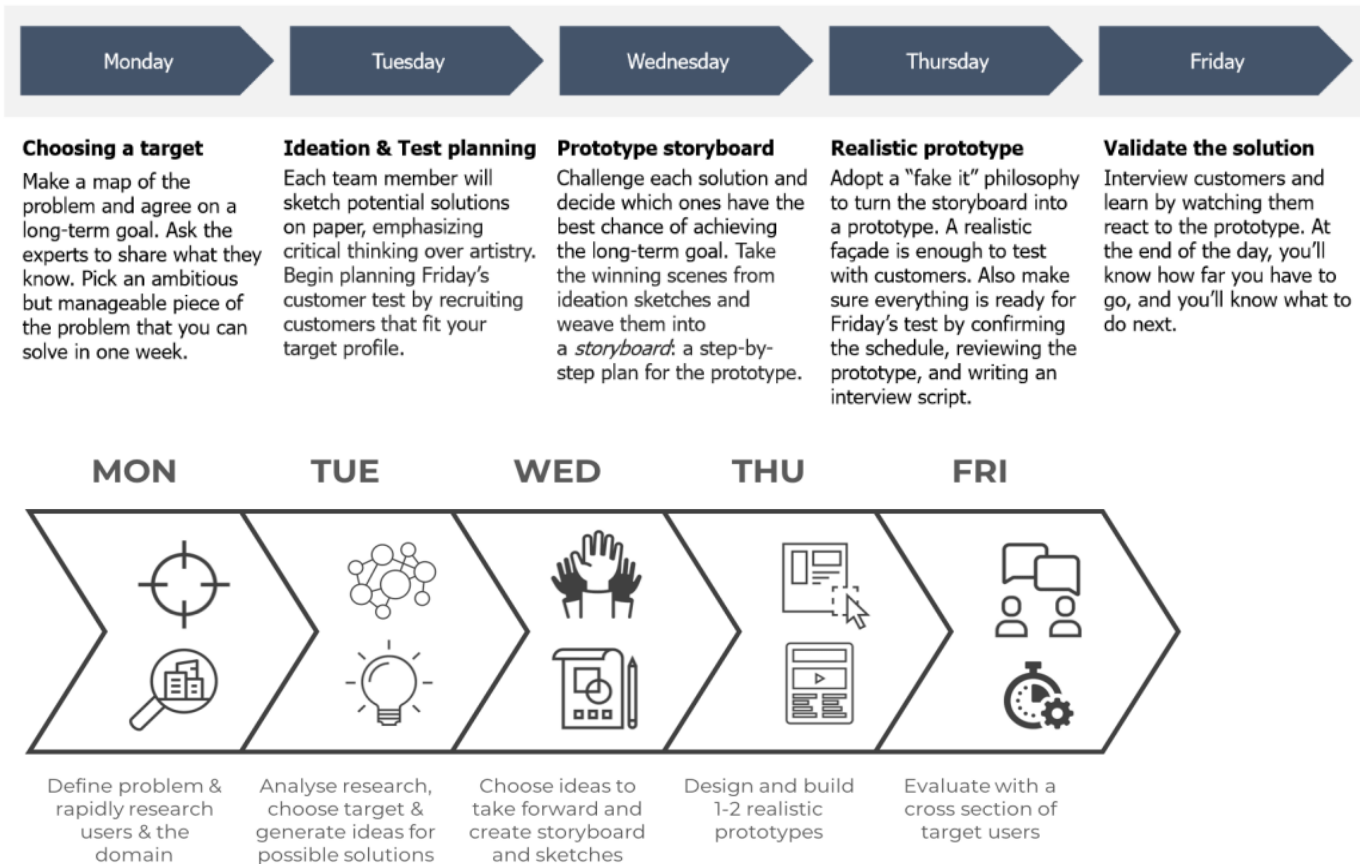 Monday
Tuesday
Wednesday
Thursday
Friday
Choosing a target
Make a map of the
problem and agree on a
long-term goal. Ask the
experts to share what they
know. Pick an ambitious
but manageable piece of
the problem that you can
solve in one week.
Ideation & Test planning
Each team member will
sketch potential solutions
on paper, emphasizing
critical thinking over artistry.
Begin planning Friday’s
customer test by recruiting
customers that fit your
target profile.
Prototype storyboard
Challenge each solution and
decide which ones have the
best chance of achieving
the long-term goal. Take
the winning scenes from
ideation sketches and
weave them into
a storyboard: a step-by-
step plan for the prototype.
Realistic prototype
Adopt a “fake it” philosophy
to turn the storyboard into
a prototype. A realistic
façade is enough to test
with customers. Also make
sure everything is ready for
Friday’s test by confirming
the schedule, reviewing the
prototype, and writing an
interview script.
Validate the solution
Interview customers and
learn by watching them
react to the prototype. At
the end of the day, you’ll
know how far you have to
go, and you’ll know what to
do next.
MON
TUE
WED
THU
FRI
Define problem &
rapidly research
users & the
domain
Analyse research,
choose target &
generate ideas for
possible solutions
Choose ideas to
take forward and
create storyboard
and sketches
Design and build
1-2 realistic
prototypes
Evaluate with a
cross section of
target users